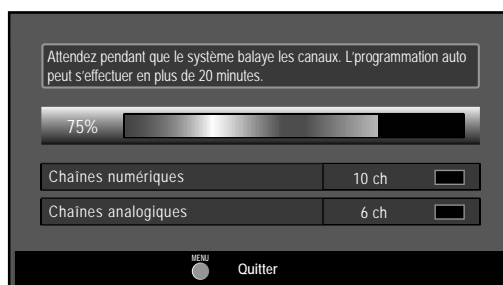 Attendez pendant que le système balaye les canaux. L'programmation auto
peut s'effectuer en plus de 20 minutes.
75%
Chaînes numériques 10 ch
Chaînes analogiques 6 ch
MENU
Quitter